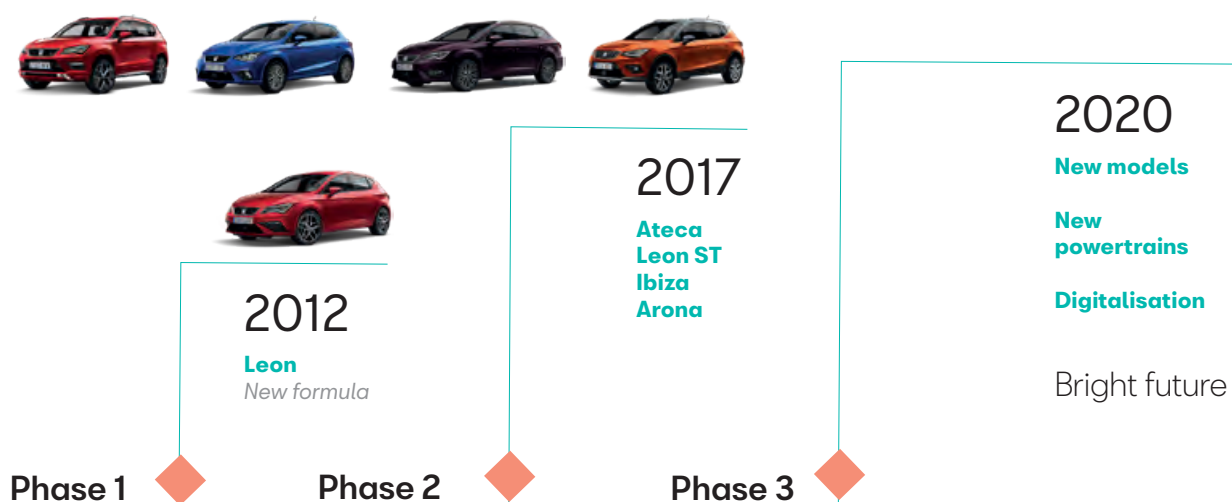 2012
Leon
New formula
2017
Ateca
Leon ST
Ibiza
Arona
2020
New models
New
powertrains
Digitalisation
Bright future
Phase 1
Phase 2
Phase 3